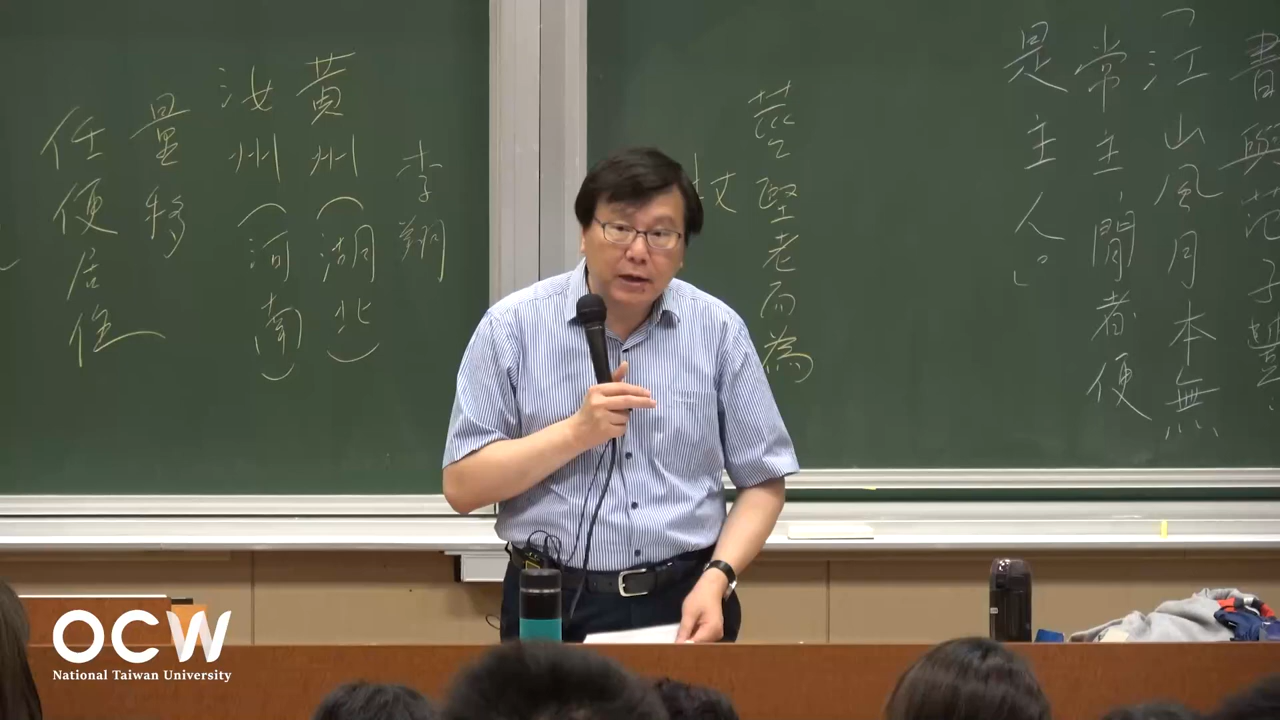 書與范子豐
「江山風月本無
常主，閒者便
是主人」
莖堅老而為
杖
李翔
黃州（湖北）
汝州（河南）
量移
任便居住
OCW
National Taiwan University